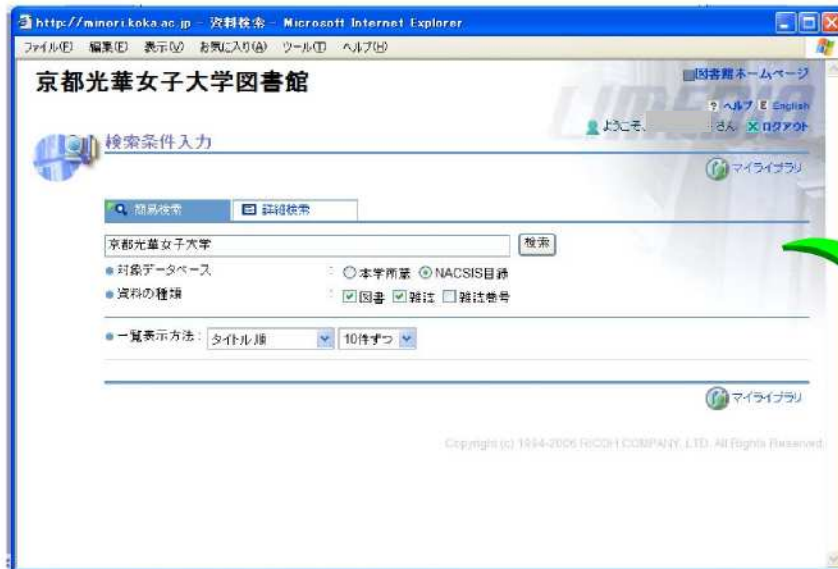 http://minori.koka.ac.jp - 資料検索 - Microsoft Internet Explorer
ファイル(F) 編集(E) 表示(V) お気に入り(A) ツール(T) ヘルプ(H)
京都光華女子大学図書館
図書館ホームページ
? ヘルプ E English
LIMEDIO
ようこそ、 さん × ログアウト
検索条件入力
マイライブラリ
簡易検索 詳細検索
京都光華女子大学 検索
対象データベース : 本学所蔵 NACSIS目録
資料の種類 : 図書 雑誌 雑誌巻号
一覧表示方法 : タイトル順 10件ずつ
マイライブラリ
Copyright (c) 1994-2006 RICOH COMPANY, LTD. All Rights Reserved.